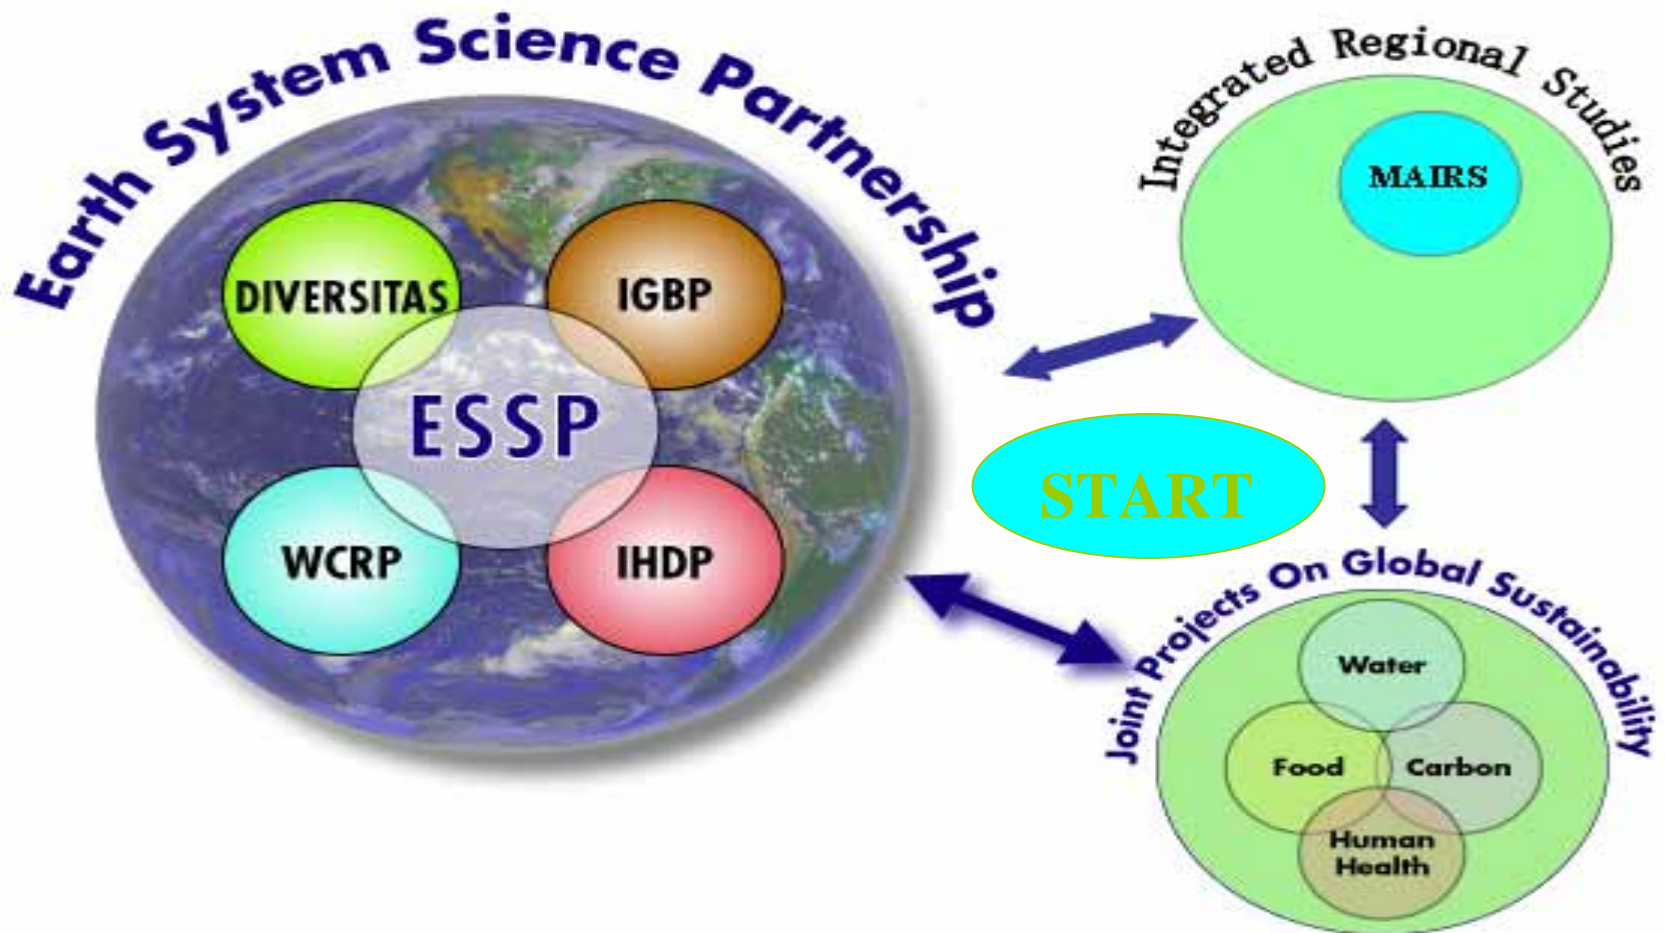 Earth System Science Partnership
DIVERSITAS
IGBP
ESSP
WCRP
IHDP
Integrated Regional Studies
MAIRS
START
Joint Projects On Global Sustainability
Water
Food
Carbon
Human
Health